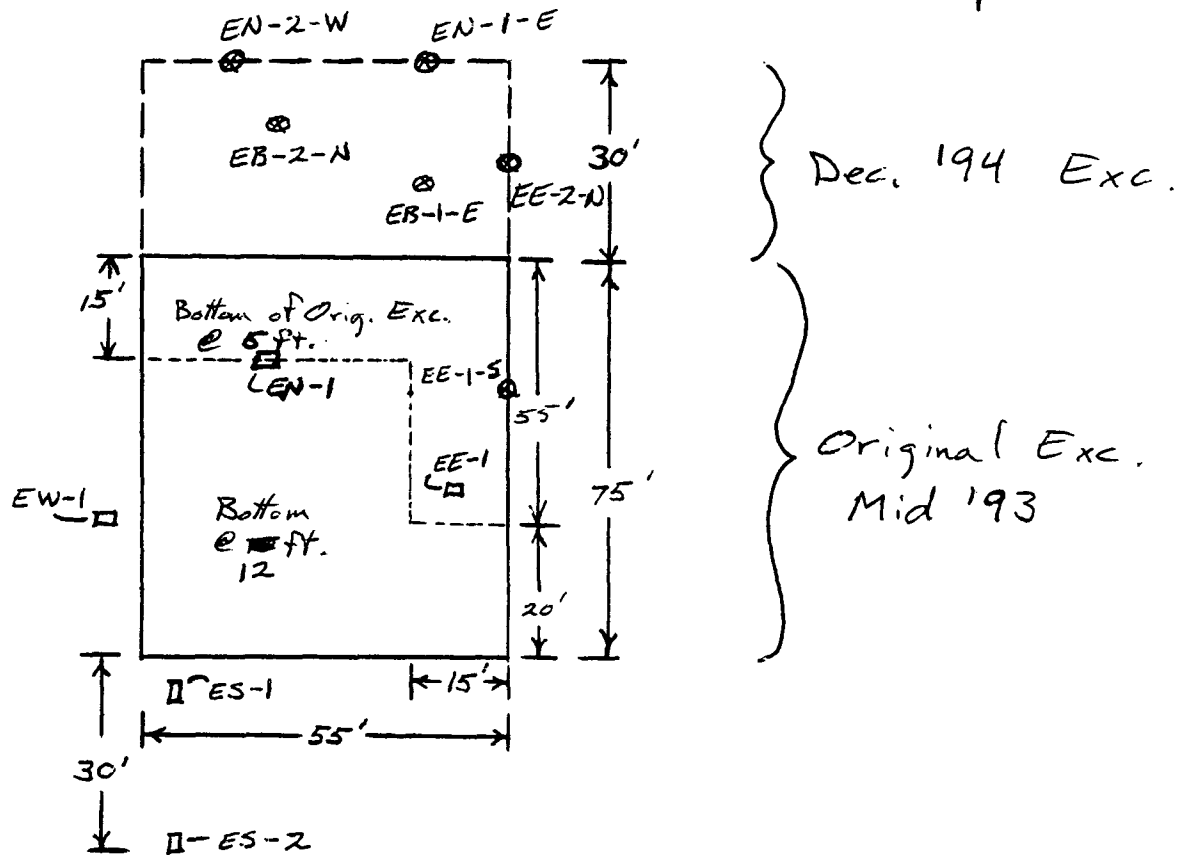 EN-2-W
EN-1-E
EB-2-N
30'
Dec. '94 Exc.
EE-2-N
EB-1-E
15'
Bottom of Orig. Exc.
@ 5 ft.
EN-1
EE-1-S
55'
EE-1
75'
Original Exc.
Mid '93
EW-1
Bottom
@ ft.
12
20'
ES-1
15'
55'
30'
ES-2